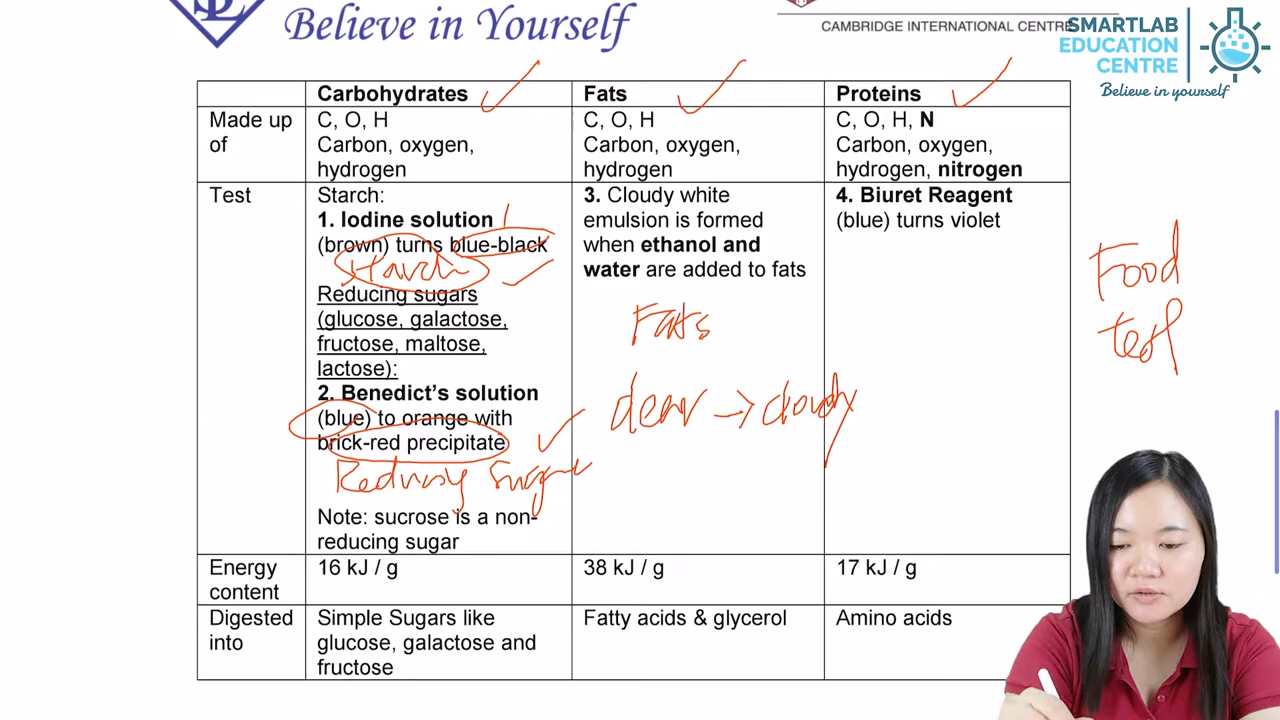 Believe in Yourself
CAMBRIDGE INTERNATIONAL CENTRE
SMARTLAB
EDUCATION
CENTRE
Believe in yourself
Carbohydrates
Fats
Proteins
Made up
of
C, O, H
Carbon, oxygen,
hydrogen
C, O, H
Carbon, oxygen,
hydrogen
C, O, H, N
Carbon, oxygen,
hydrogen, nitrogen
Test
Starch:
1. Iodine solution
(brown) turns blue-black
Starch
Reducing sugars
(glucose, galactose,
fructose, maltose,
lactose):
2. Benedict's solution
(blue) to orange with
brick-red precipitate
Reducing Sugar
Note: sucrose is a non-
reducing sugar
3. Cloudy white
emulsion is formed
when ethanol and
water are added to fats
Fats
clear → cloudy
4. Biuret Reagent
(blue) turns violet
Food
test
Energy
content
16 kJ / g
38 kJ / g
17 kJ / g
Digested
into
Simple Sugars like
glucose, galactose and
fructose
Fatty acids & glycerol
Amino acids